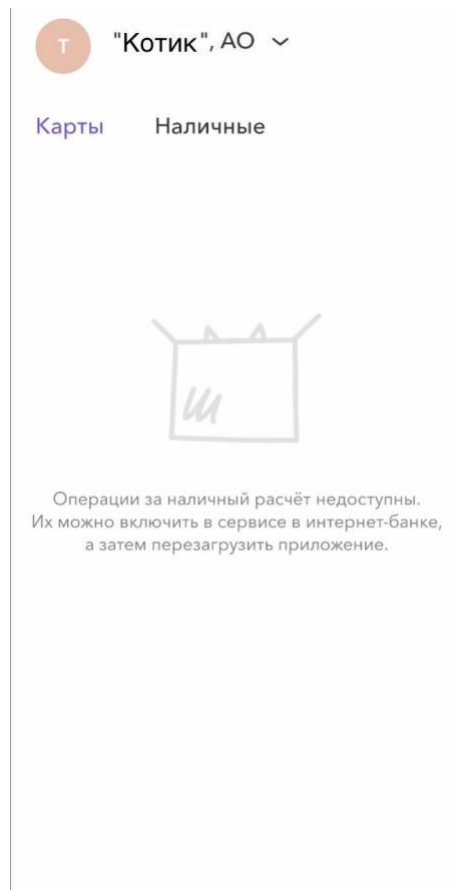 Т "Котик", АО
Карты Наличные
Операции за наличный расчёт недоступны.
Их можно включить в сервисе в интернет-банке,
а затем перезагрузить приложение.